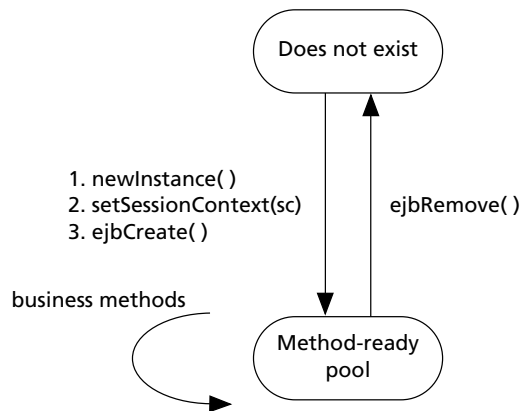 Does not exist
1. newInstance( )
2. setSessionContext(sc)
3. ejbCreate( )
ejbRemove( )
business methods
Method-ready
pool